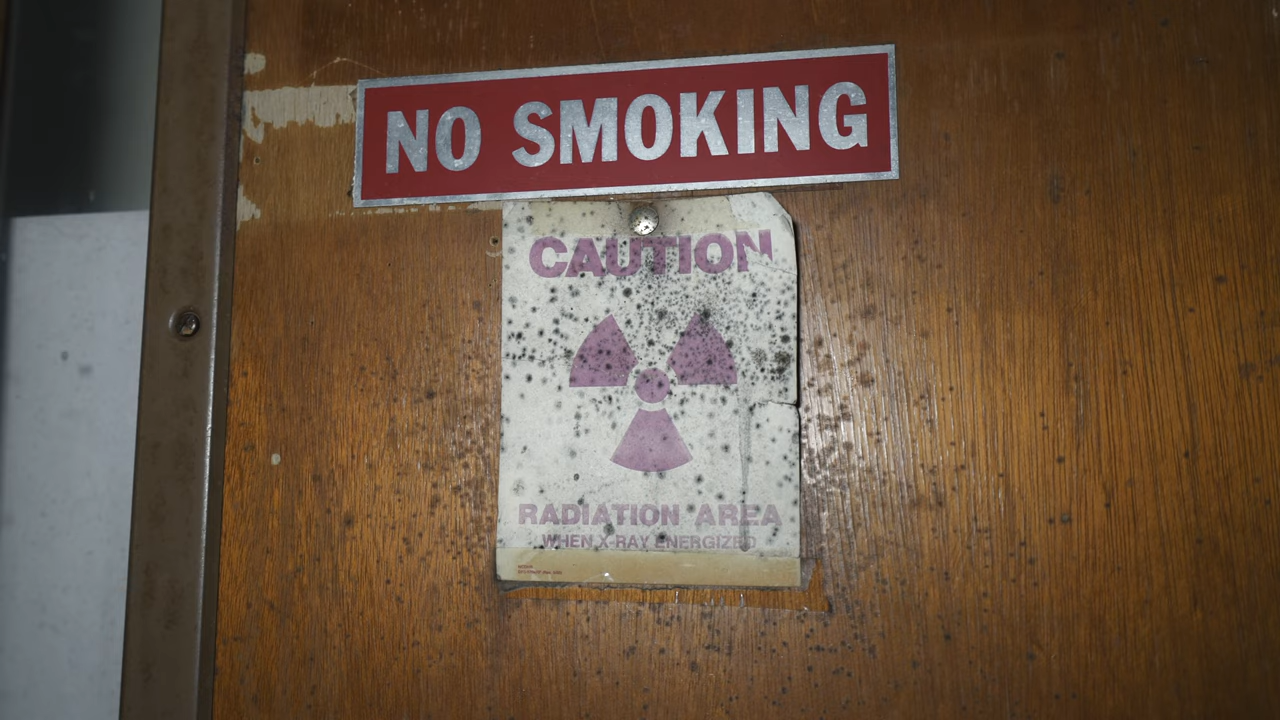 NO SMOKING
CAUTION
RADIATION AREA
WHEN X-RAY ENERGIZED